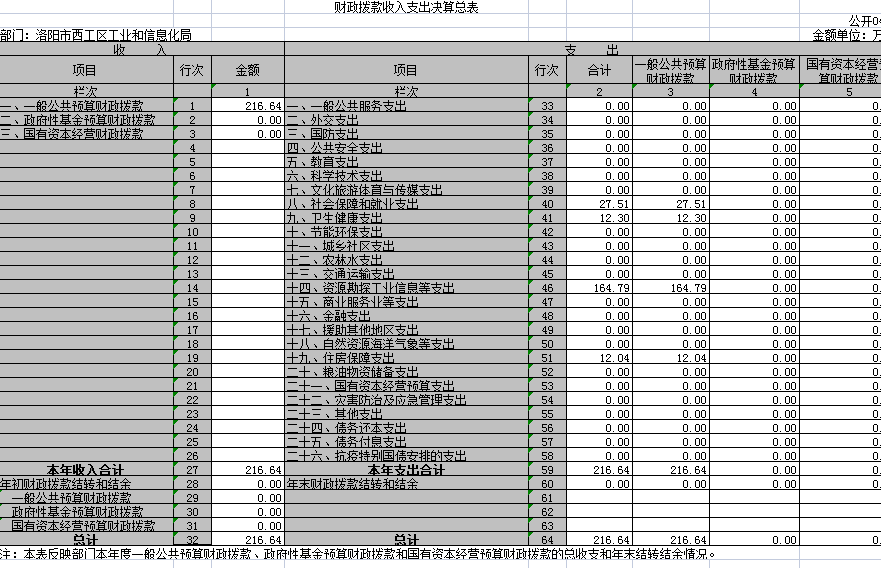 财政拨款收入支出决算总表
公开04
部门：洛阳市西工区工业和信息化局 金额单位：万
收 入 支 出
项目 行次 金额 项目 行次 合计 一般公共预算财政拨款 政府性基金预算财政拨款 国有资本经营预算财政拨款
栏次 1 栏次 2 3 4 5
一、一般公共预算财政拨款 1 216.64 一、一般公共服务支出 33 0.00 0.00 0.00 0.
二、政府性基金预算财政拨款 2 0.00 二、外交支出 34 0.00 0.00 0.00 0.
三、国有资本经营财政拨款 3 0.00 三、国防支出 35 0.00 0.00 0.00 0.
4 四、公共安全支出 36 0.00 0.00 0.00 0.
5 五、教育支出 37 0.00 0.00 0.00 0.
6 六、科学技术支出 38 0.00 0.00 0.00 0.
7 七、文化旅游体育与传媒支出 39 0.00 0.00 0.00 0.
8 八、社会保障和就业支出 40 27.51 27.51 0.00 0.
9 九、卫生健康支出 41 12.30 12.30 0.00 0.
10 十、节能环保支出 42 0.00 0.00 0.00 0.
11 十一、城乡社区支出 43 0.00 0.00 0.00 0.
12 十二、农林水支出 44 0.00 0.00 0.00 0.
13 十三、交通运输支出 45 0.00 0.00 0.00 0.
14 十四、资源勘探工业信息等支出 46 164.79 164.79 0.00 0.
15 十五、商业服务业等支出 47 0.00 0.00 0.00 0.
16 十六、金融支出 48 0.00 0.00 0.00 0.
17 十七、援助其他地区支出 49 0.00 0.00 0.00 0.
18 十八、自然资源海洋气象等支出 50 0.00 0.00 0.00 0.
19 十九、住房保障支出 51 12.04 12.04 0.00 0.
20 二十、粮油物资储备支出 52 0.00 0.00 0.00 0.
21 二十一、国有资本经营预算支出 53 0.00 0.00 0.00 0.
22 二十二、灾害防治及应急管理支出 54 0.00 0.00 0.00 0.
23 二十三、其他支出 55 0.00 0.00 0.00 0.
24 二十四、债务还本支出 56 0.00 0.00 0.00 0.
25 二十五、债务付息支出 57 0.00 0.00 0.00 0.
26 二十六、抗疫特别国债安排的支出 58 0.00 0.00 0.00 0.
本年收入合计 27 216.64 本年支出合计 59 216.64 216.64 0.00 0.
年初财政拨款结转和结余 28 0.00 年末财政拨款结转和结余 60 0.00 0.00 0.00 0.
一般公共预算财政拨款 29 0.00 61
政府性基金预算财政拨款 30 0.00 62
国有资本经营预算财政拨款 31 0.00 63
总计 32 216.64 总计 64 216.64 216.64 0.00 0.
注：本表反映部门本年度一般公共预算财政拨款、政府性基金预算财政拨款和国有资本经营预算财政拨款的总收支和年末结转结余情况。